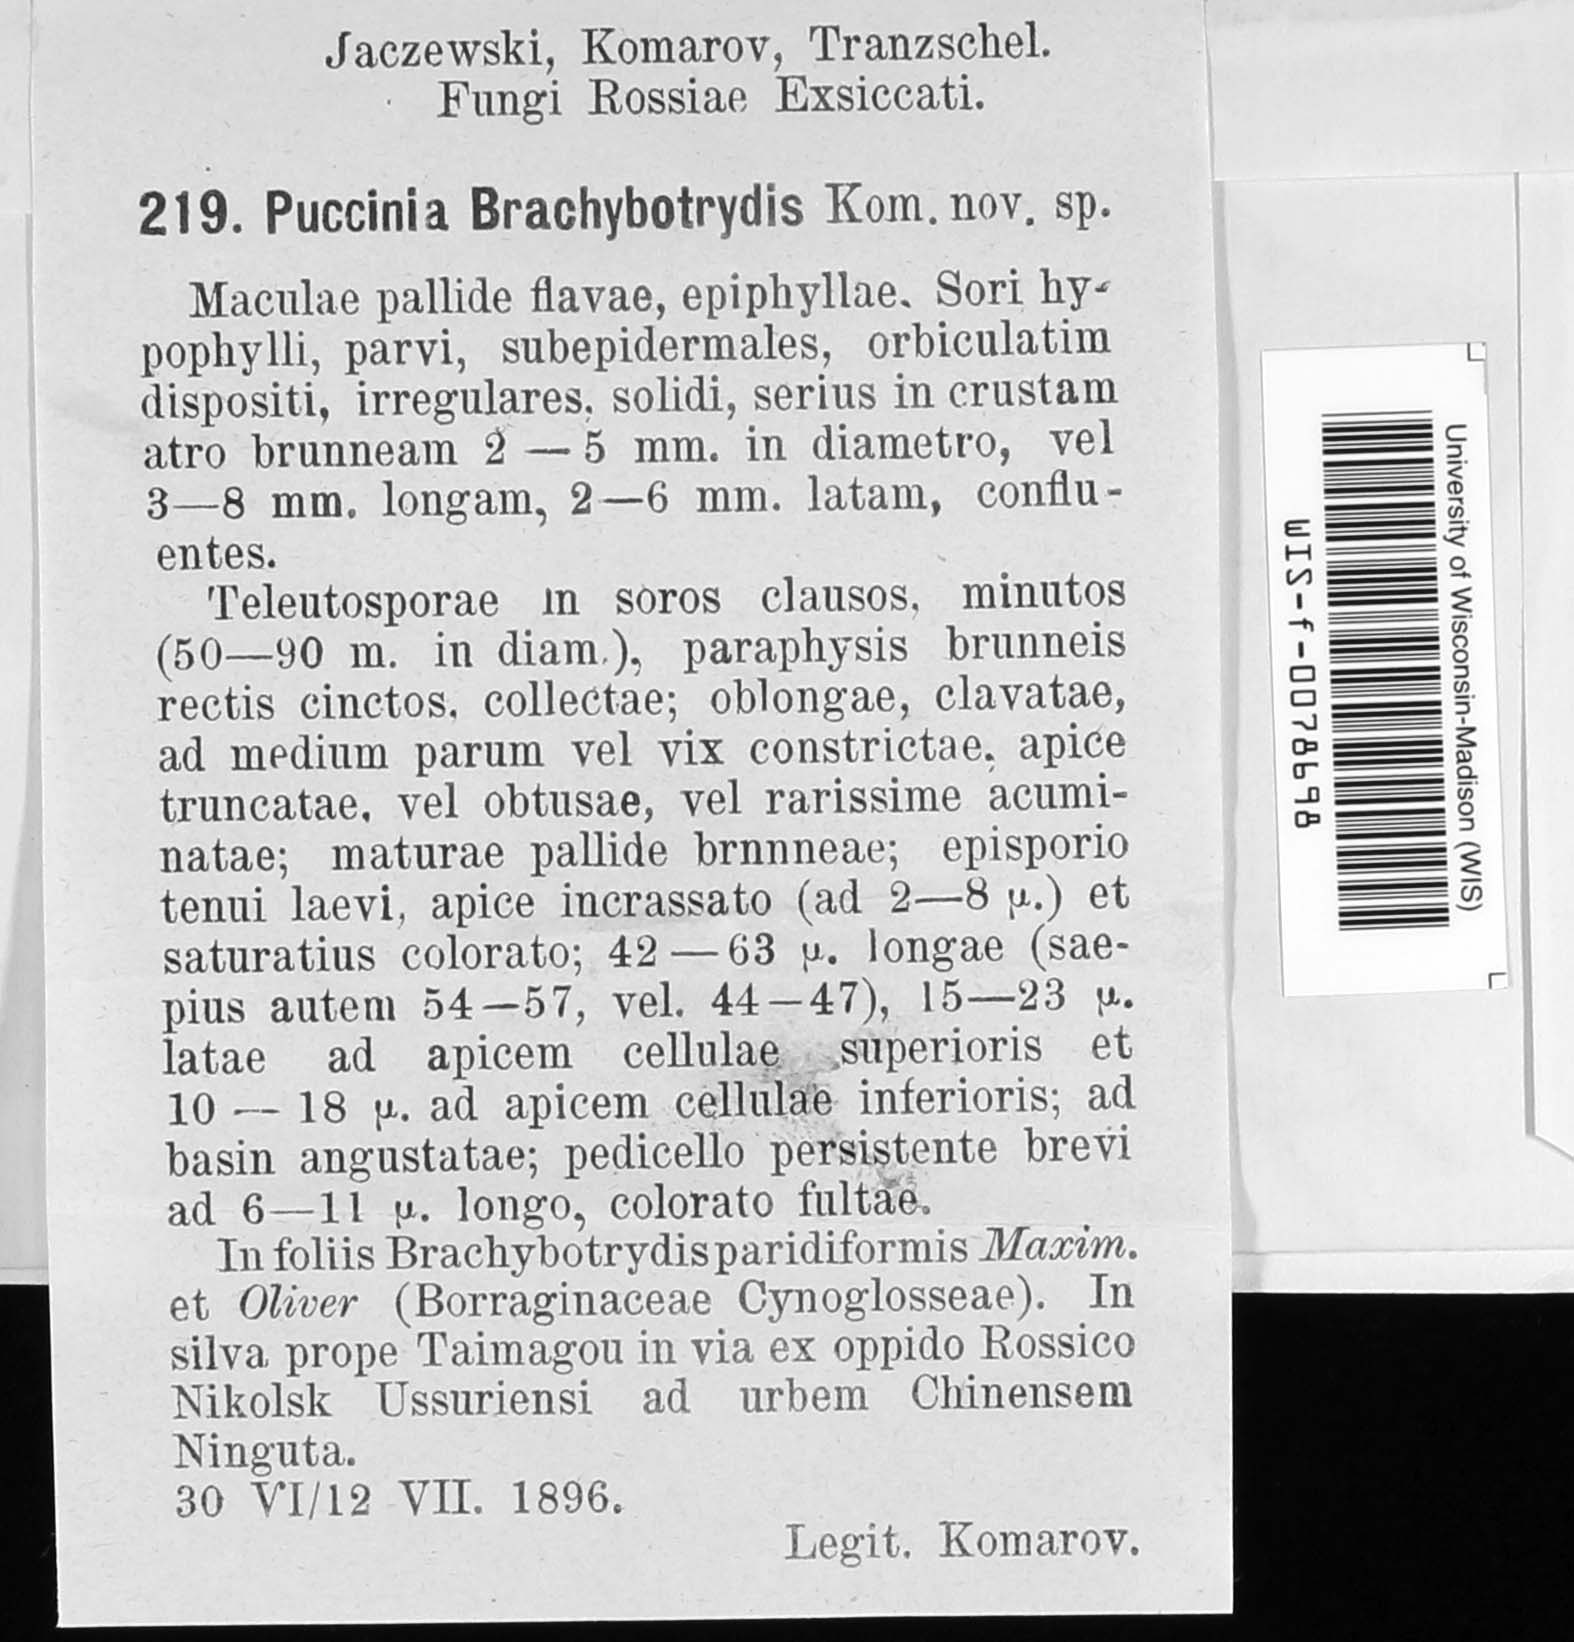 Jaczewski, Komarov, Tranzschel.
Fungi Rossiae Exsiccati.
219. Puccinia Brachybotrydis Kom. nov. sp.
Maculae pallide flavae, epiphyllae. Sori hy-
pophylli, parvi, subepidermales, orbiculatim
dispositi, irregulares, solidi, serius in crustam
atro brunneam 2 — 5 mm. in diametro, vel
3—8 mm. longam, 2—6 mm. latam, conflu-
entes.
Teleutosporae in soros clausos, minutos
(50—90 m. in diam.), paraphysis brunneis
rectis cinctos, collectae; oblongae, clavatae,
ad medium parum vel vix constrictae, apice
truncatae, vel obtusae, vel rarissime acumi-
natae; maturae pallide brnnneae; episporio
tenui laevi, apice incrassato (ad 2—8 μ.) et
saturatius colorato; 42 — 63 μ. longae (sae-
pius autem 54—57, vel. 44—47), 15—23 μ.
latae ad apicem cellulae superioris et
10 — 18 μ. ad apicem cellulae inferioris; ad
basin angustatae; pedicello persistente brevi
ad 6—11 μ. longo, colorato fultae.
In foliis Brachybotrydis paridiformis Maxim.
et Oliver (Borraginaceae Cynoglosseae). In
silva prope Taimagou in via ex oppido Rossico
Nikolsk Ussuriensi ad urbem Chinensem
Ninguta.
30 VI/12 VII. 1896.
Legit. Komarov.
University of Wisconsin-Madison (WIS)
WIS-f-0078698